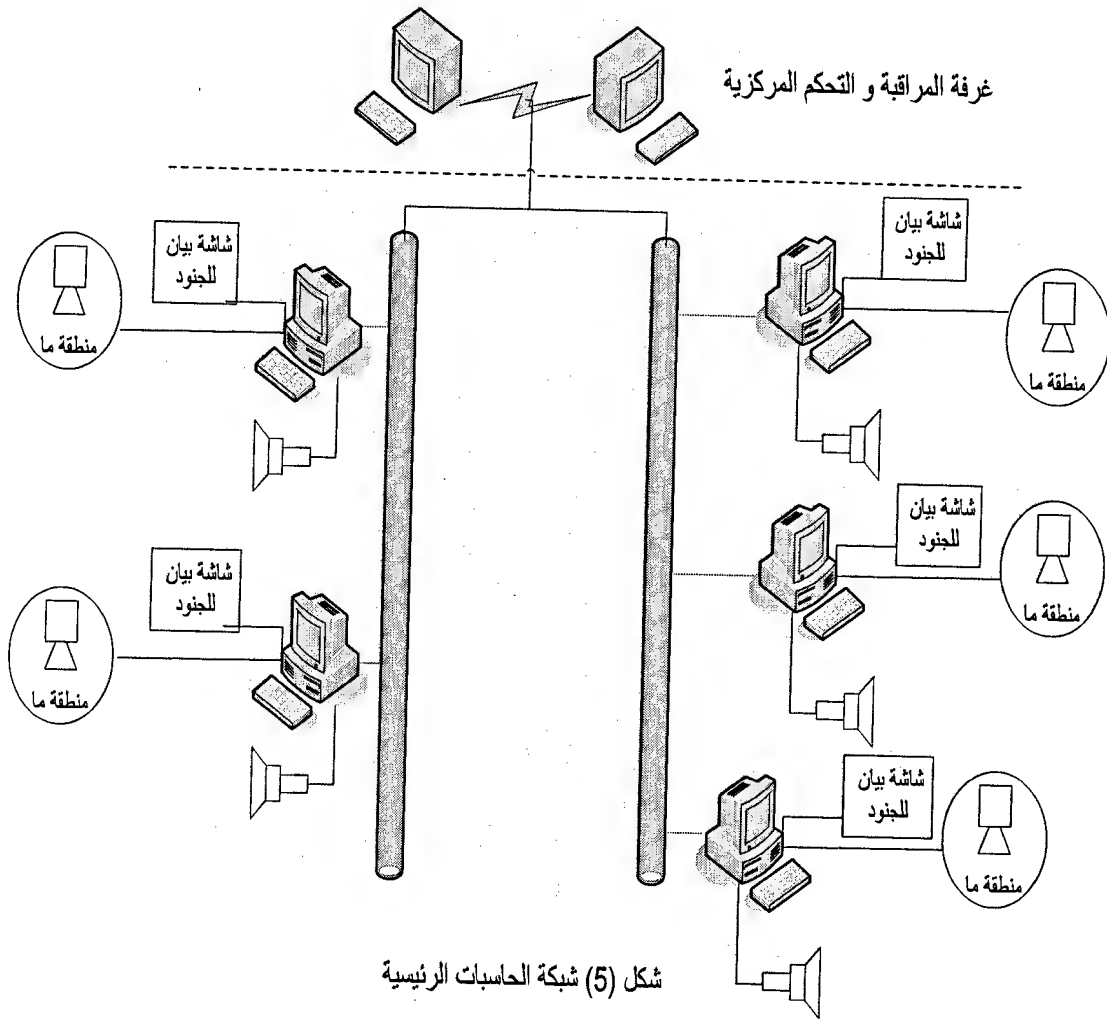 غرفة المراقبة و التحكم المركزية
شاشة بيان
للجنود
منطقة ما
شاشة بيان
للجنود
منطقة ما
شاشة بيان
للجنود
منطقة ما
شاشة بيان
للجنود
منطقة ما
شاشة بيان
للجنود
منطقة ما
شكل (5) شبكة الحاسبات الرئيسية